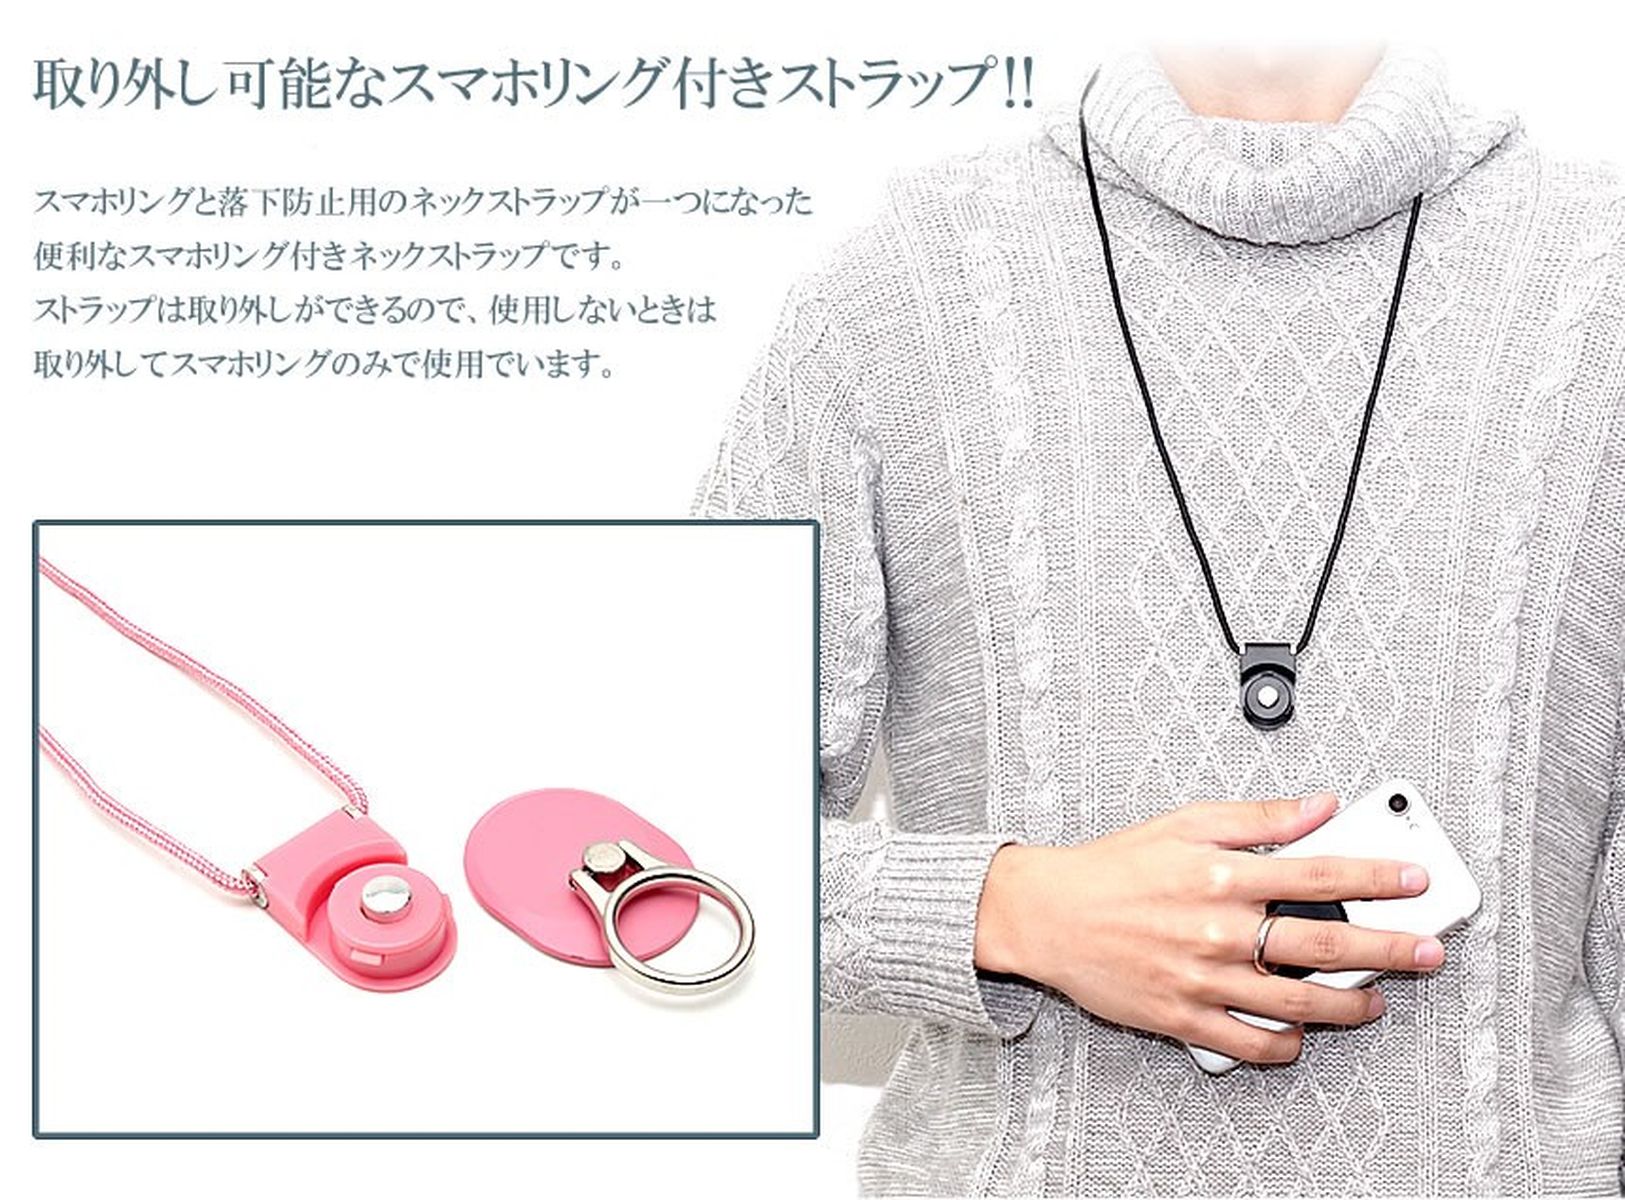 取り外し可能なスマホリング付きストラップ!!
スマホリングと落下防止用のネックストラップが一つになった
便利なスマホリング付きネックストラップです。
ストラップは取り外しができるので、使用しないときは
取り外してスマホリングのみで使用でいます。